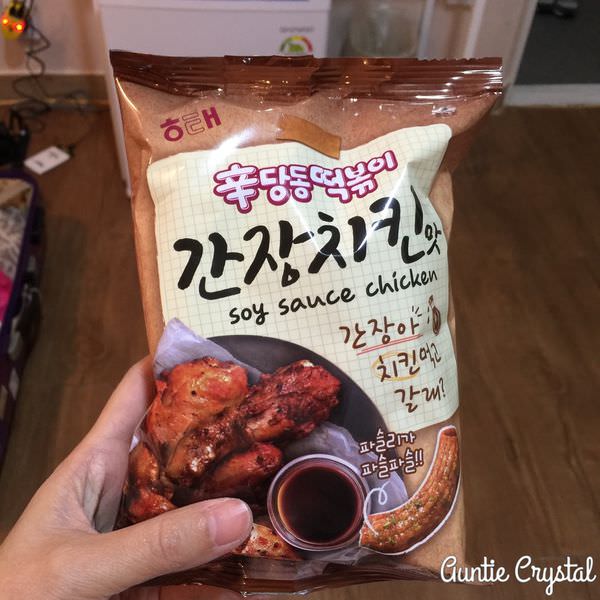 해태
辛당동떡볶이
간장치킨맛
soy sauce chicken
간장아
치킨먹고
갈래?
파슬리가
파슬파슬!!
Auntie Crystal